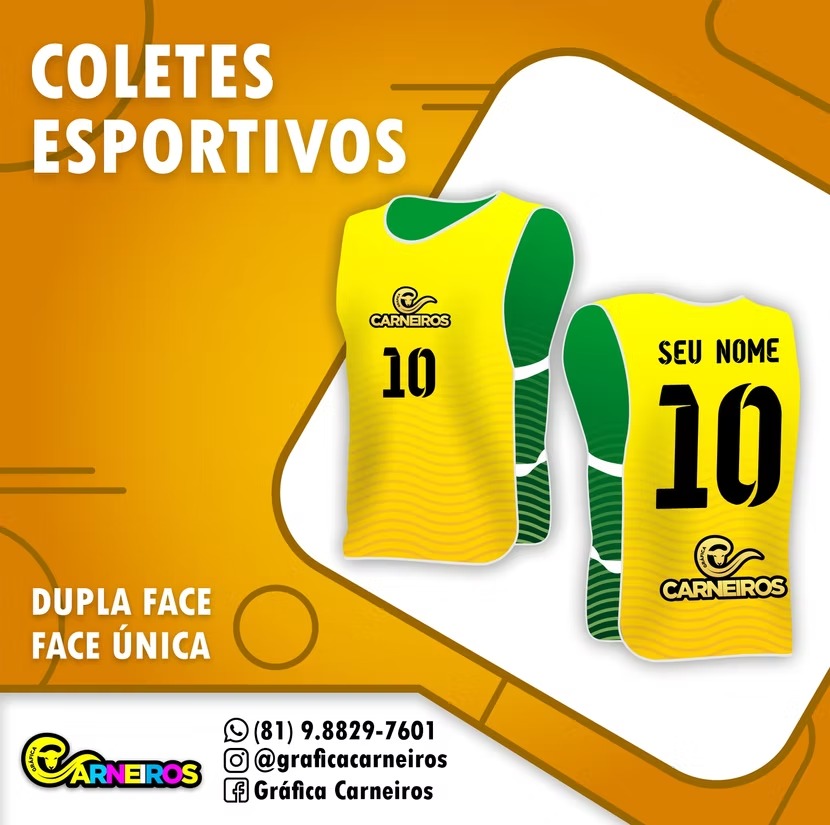 COLETES
ESPORTIVOS
CARNEIROS
10
SEU NOME
10
CARNEIROS
DUPLA FACE
FACE ÚNICA
GRÁFICA
CARNEIROS
(81) 9.8829-7601
@graficacarneiros
Gráfica Carneiros